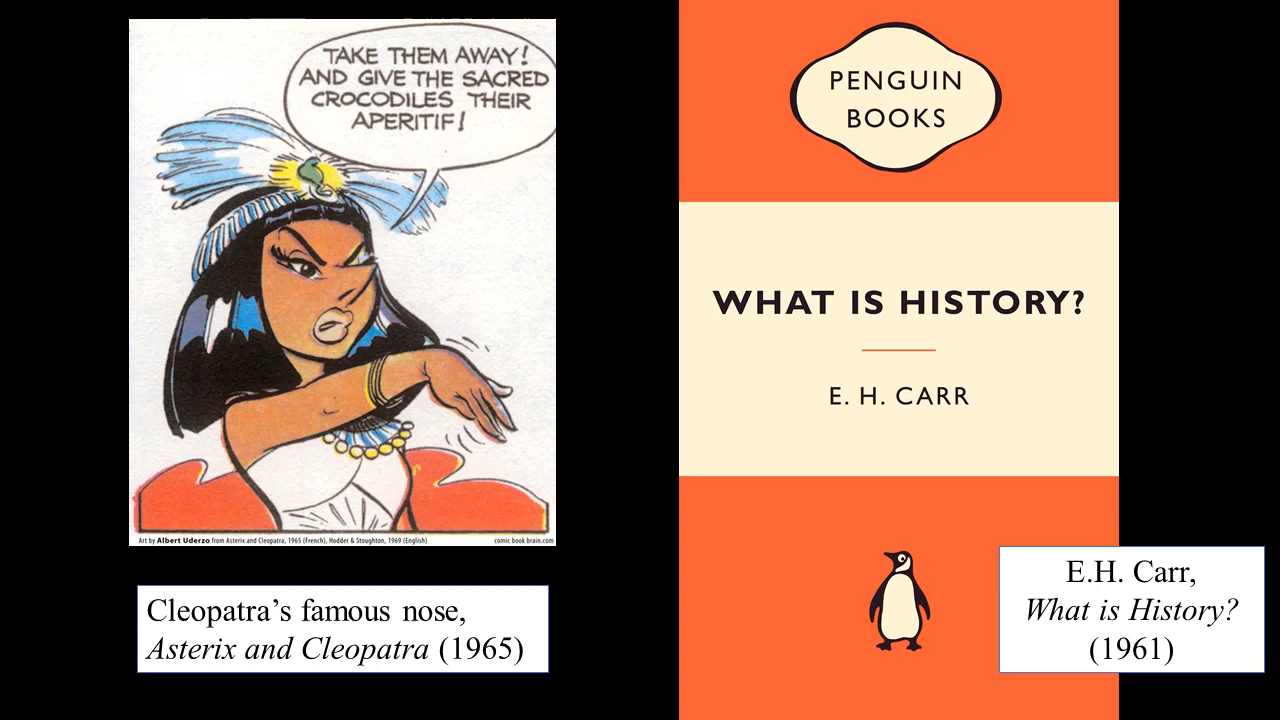 TAKE THEM AWAY!
AND GIVE THE SACRED
CROCODILES THEIR
APERITIF!
Art by Albert Uderzo from Asterix and Cleopatra, 1965 (French), Hodder & Stoughton, 1969 (English)
comic book brain.com
Cleopatra’s famous nose,
Asterix and Cleopatra (1965)
PENGUIN
BOOKS
WHAT IS HISTORY?
E. H. CARR
E.H. Carr,
What is History?
(1961)